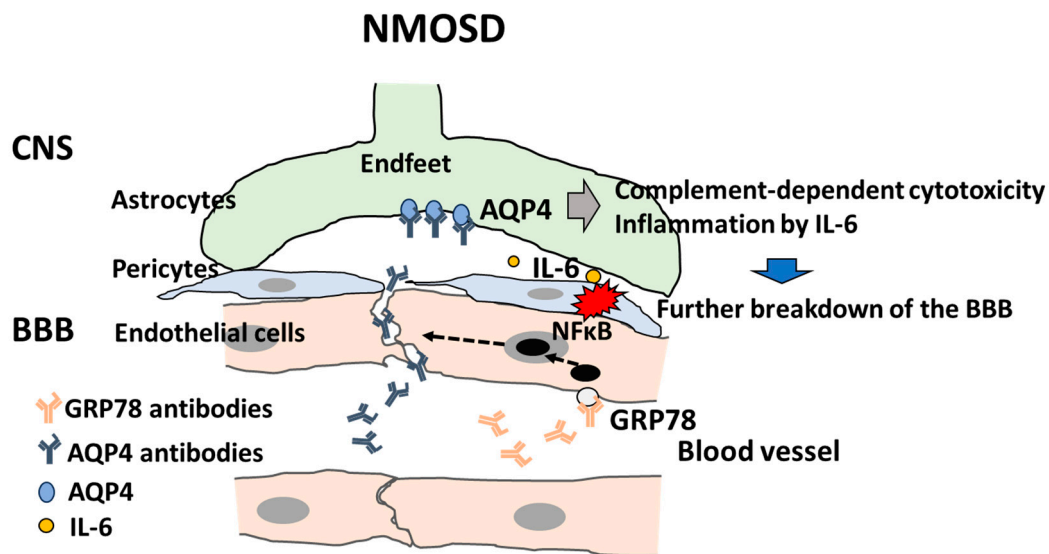 NMOSD
CNS
Endfeet
Astrocytes
AQP4
Complement-dependent cytotoxicity
Inflammation by IL-6
Pericytes
IL-6
Further breakdown of the BBB
BBB
Endothelial cells
NFκB
GRP78 antibodies
GRP78
AQP4 antibodies
Blood vessel
AQP4
IL-6